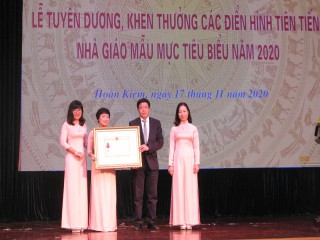 LỄ TUYÊN DƯƠNG, KHEN THƯỞNG CÁC ĐIỂN HÌNH TIÊN TIẾN
NHÀ GIÁO MẪU MỰC TIÊU BIỂU NĂM 2020
Hoàn Kiếm, ngày 17 tháng 11 năm 2020